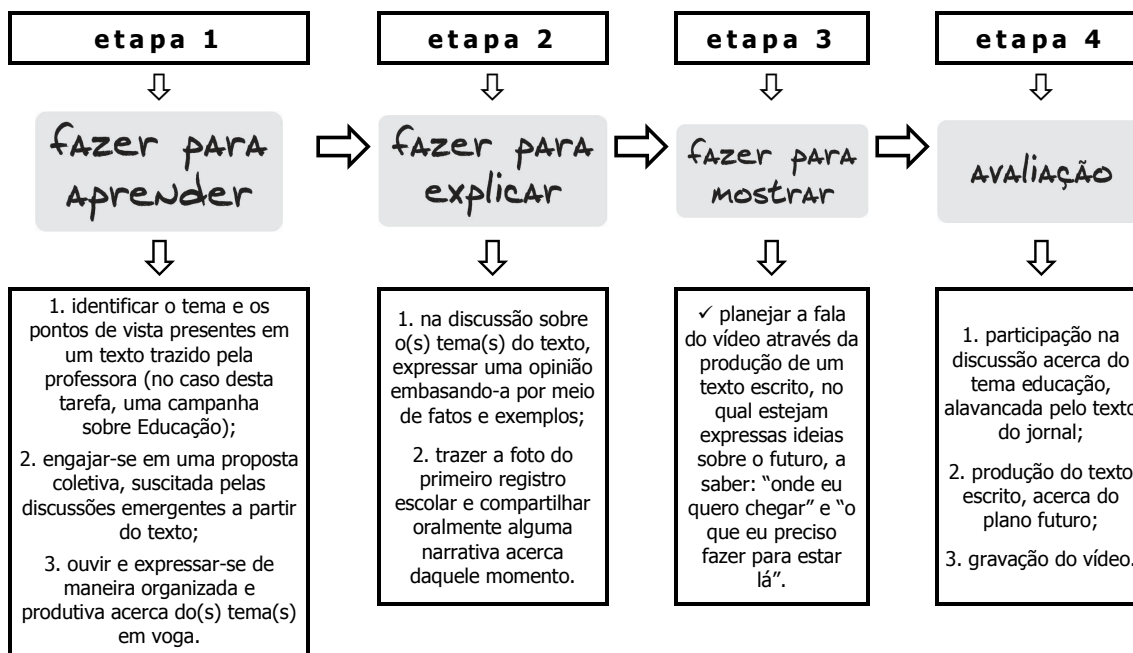 etapa 1
fazer para
aprender
1. identificar o tema e os
pontos de vista presentes em
um texto trazido pela
professora (no caso desta
tarefa, uma campanha
sobre Educação);
2. engajar-se em uma proposta
coletiva, suscitada pelas
discussões emergentes a partir
do texto;
3. ouvir e expressar-se de
maneira organizada e
produtiva acerca do(s) tema(s)
em voga.
etapa 2
fazer para
explicar
1. na discussão sobre
o(s) tema(s) do texto,
expressar uma opinião
embasando-a por meio
de fatos e exemplos;
2. trazer a foto do
primeiro registro
escolar e compartilhar
oralmente alguma
narrativa acerca
daquele momento.
etapa 3
fazer para
mostrar
✓ planejar a fala
do vídeo através da
produção de um
texto escrito, no
qual estejam
expressas ideias
sobre o futuro, a
saber: “onde eu
quero chegar” e “o
que eu preciso
fazer para estar
lá”.
etapa 4
avaliação
1. participação na
discussão acerca do
tema educação,
alavancada pelo texto
do jornal;
2. produção do texto
escrito, acerca do
plano futuro;
3. gravação do vídeo.